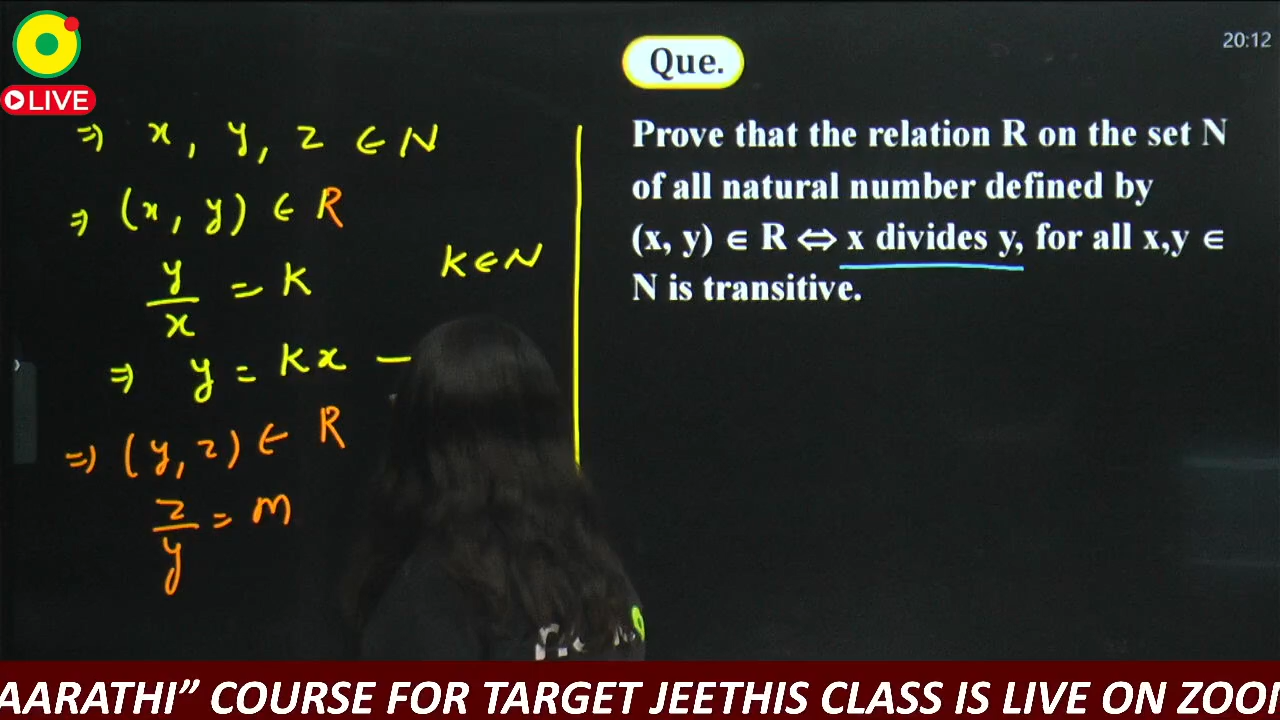 LIVE
20:12
Que.
⇒ x, y, z ∈ N
⇒ (x, y) ∈ R
y/x = K
K ∈ N
⇒ y = Kx –
⇒ (y, z) ∈ R
z/y = m
Prove that the relation R on the set N
of all natural number defined by
(x, y) ∈ R ⇔ x divides y, for all x,y ∈
N is transitive.
AARATHI” COURSE FOR TARGET JEETHIS CLASS IS LIVE ON ZOO